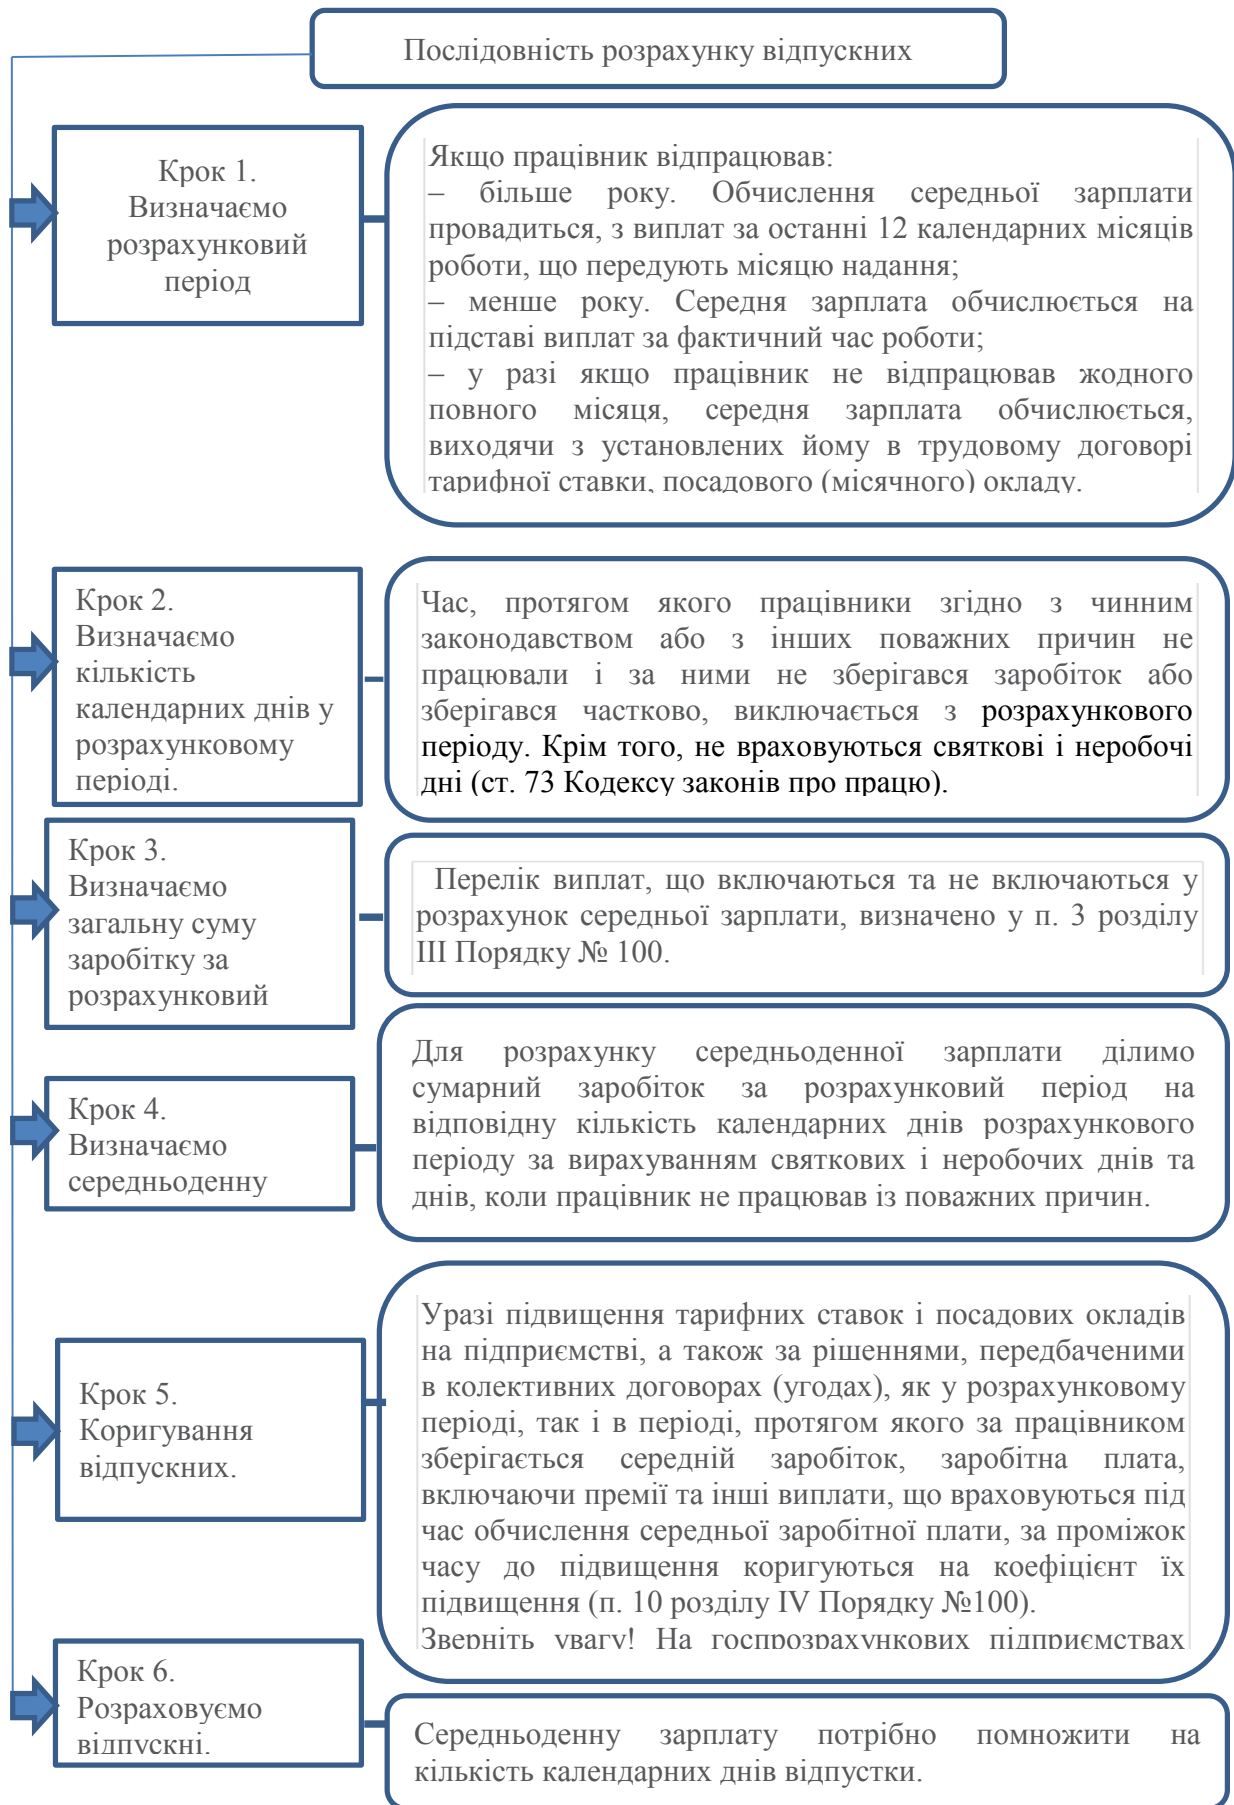 Послідовність розрахунку відпускних
Крок 1.
Визначаємо
розрахунковий
період
Якщо працівник відпрацював:
– більше року. Обчислення середньої зарплати
провадиться, з виплат за останні 12 календарних місяців
роботи, що передують місяцю надання;
– менше року. Середня зарплата обчислюється на
підставі виплат за фактичний час роботи;
– у разі якщо працівник не відпрацював жодного
повного місяця, середня зарплата обчислюється,
виходячи з установлених йому в трудовому договорі
тарифної ставки, посадового (місячного) окладу.
Крок 2.
Визначаємо
кількість
календарних днів у
розрахунковому
періоді.
Час, протягом якого працівники згідно з чинним
законодавством або з інших поважних причин не
працювали і за ними не зберігався заробіток або
зберігався частково, виключається з розрахункового
періоду. Крім того, не враховуються святкові і неробочі
дні (ст. 73 Кодексу законів про працю).
Крок 3.
Визначаємо
загальну суму
заробітку за
розрахунковий
Перелік виплат, що включаються та не включаються у
розрахунок середньої зарплати, визначено у п. 3 розділу
III Порядку № 100.
Крок 4.
Визначаємо
середньоденну
Для розрахунку середньоденної зарплати ділимо
сумарний заробіток за розрахунковий період на
відповідну кількість календарних днів розрахункового
періоду за вирахуванням святкових і неробочих днів та
днів, коли працівник не працював із поважних причин.
Крок 5.
Коригування
відпускних.
Уразі підвищення тарифних ставок і посадових окладів
на підприємстві, а також за рішеннями, передбаченими
в колективних договорах (угодах), як у розрахунковому
періоді, так і в періоді, протягом якого за працівником
зберігається середній заробіток, заробітна плата,
включаючи премії та інші виплати, що враховуються під
час обчислення середньої заробітної плати, за проміжок
часу до підвищення коригуються на коефіцієнт їх
підвищення (п. 10 розділу IV Порядку №100).
Зверніть увагу! На госпрозрахункових підприємствах
Крок 6.
Розраховуємо
відпускні.
Середньоденну зарплату потрібно помножити на
кількість календарних днів відпустки.